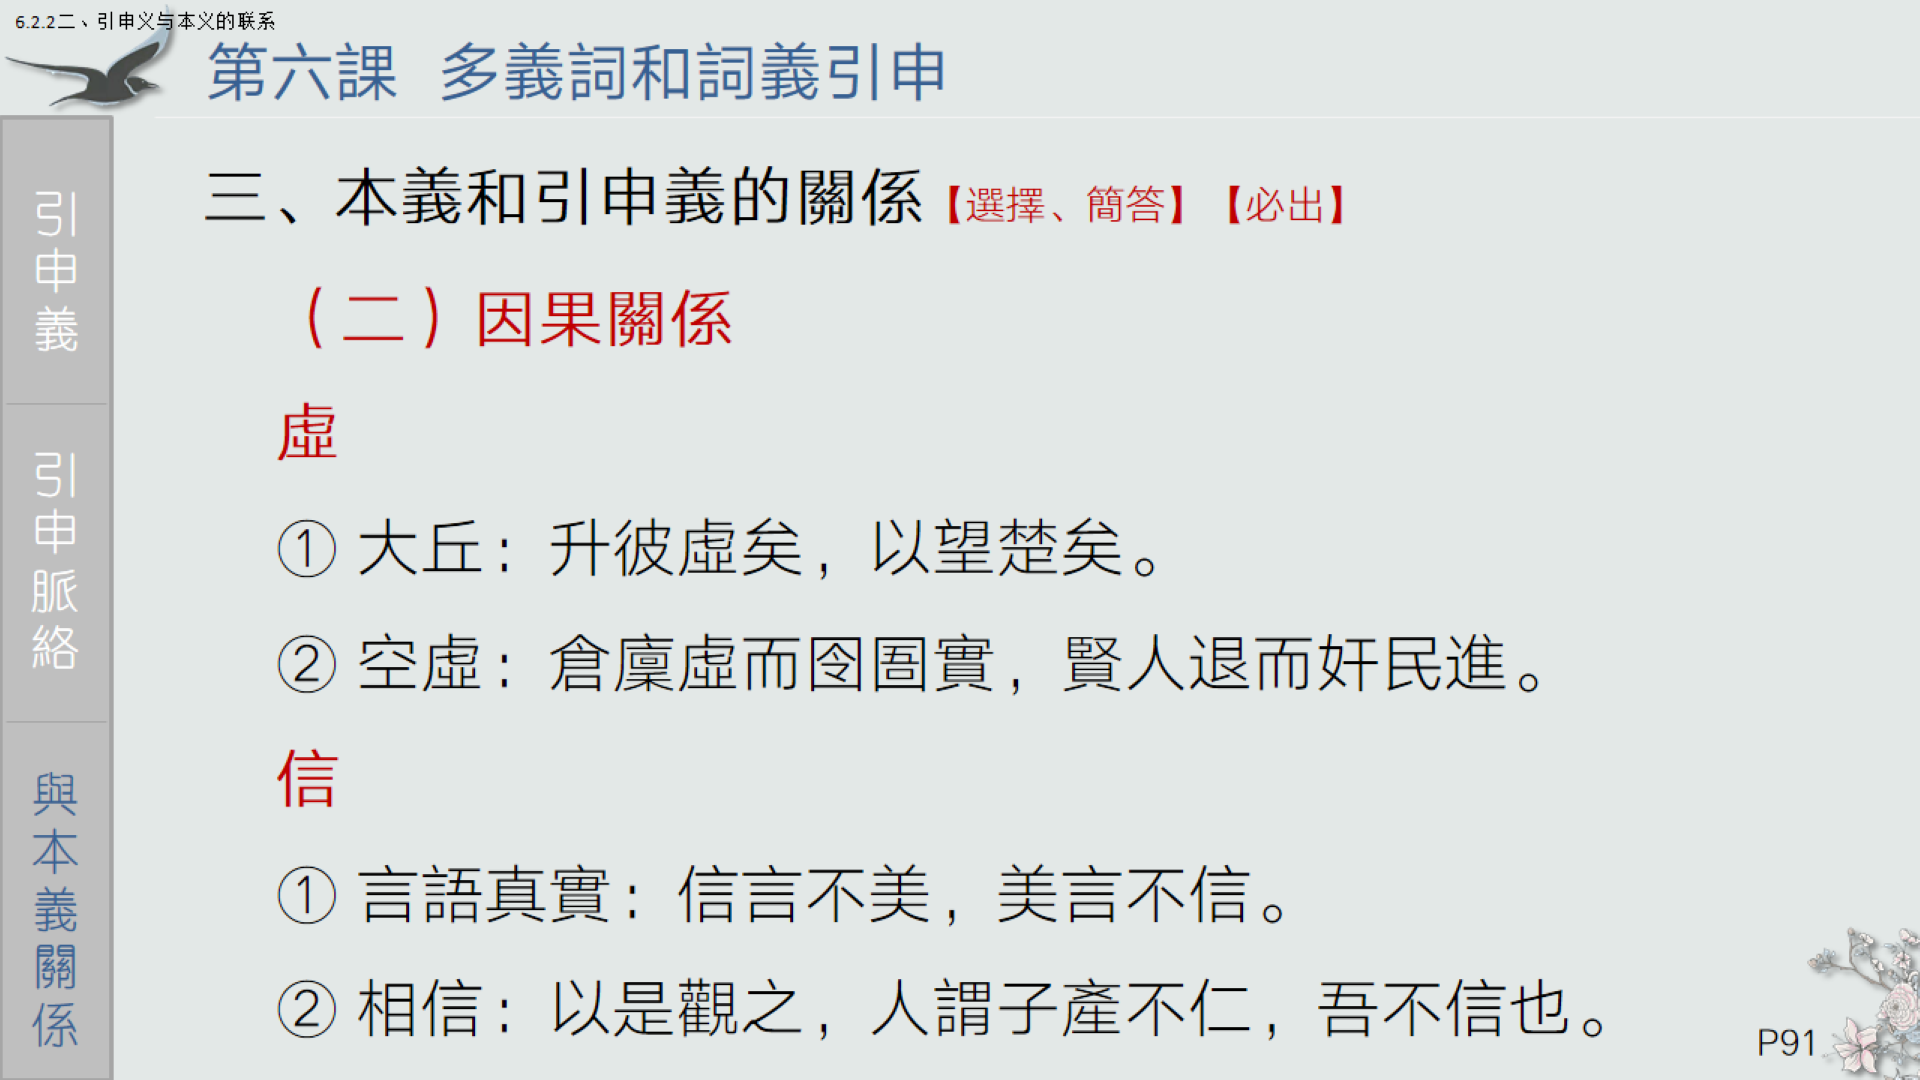 6.2.2二、引申义与本义的联系
第六課 多義詞和詞義引申
引申義
引申脈絡
與本義關係
三、本義和引申義的關係【選擇、簡答】【必出】
（二）因果關係
虛
① 大丘：升彼虛矣，以望楚矣。
② 空虛：倉廩虛而囹圄實，賢人退而奸民進。
信
① 言語真實：信言不美，美言不信。
② 相信：以是觀之，人謂子產不仁，吾不信也。
P91